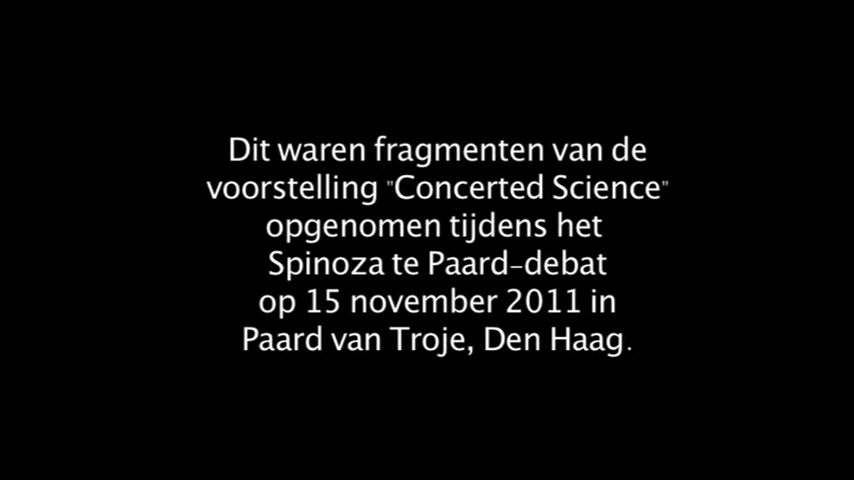 Dit waren fragmenten van de
voorstelling "Concerted Science"
opgenomen tijdens het
Spinoza te Paard-debat
op 15 november 2011 in
Paard van Troje, Den Haag.